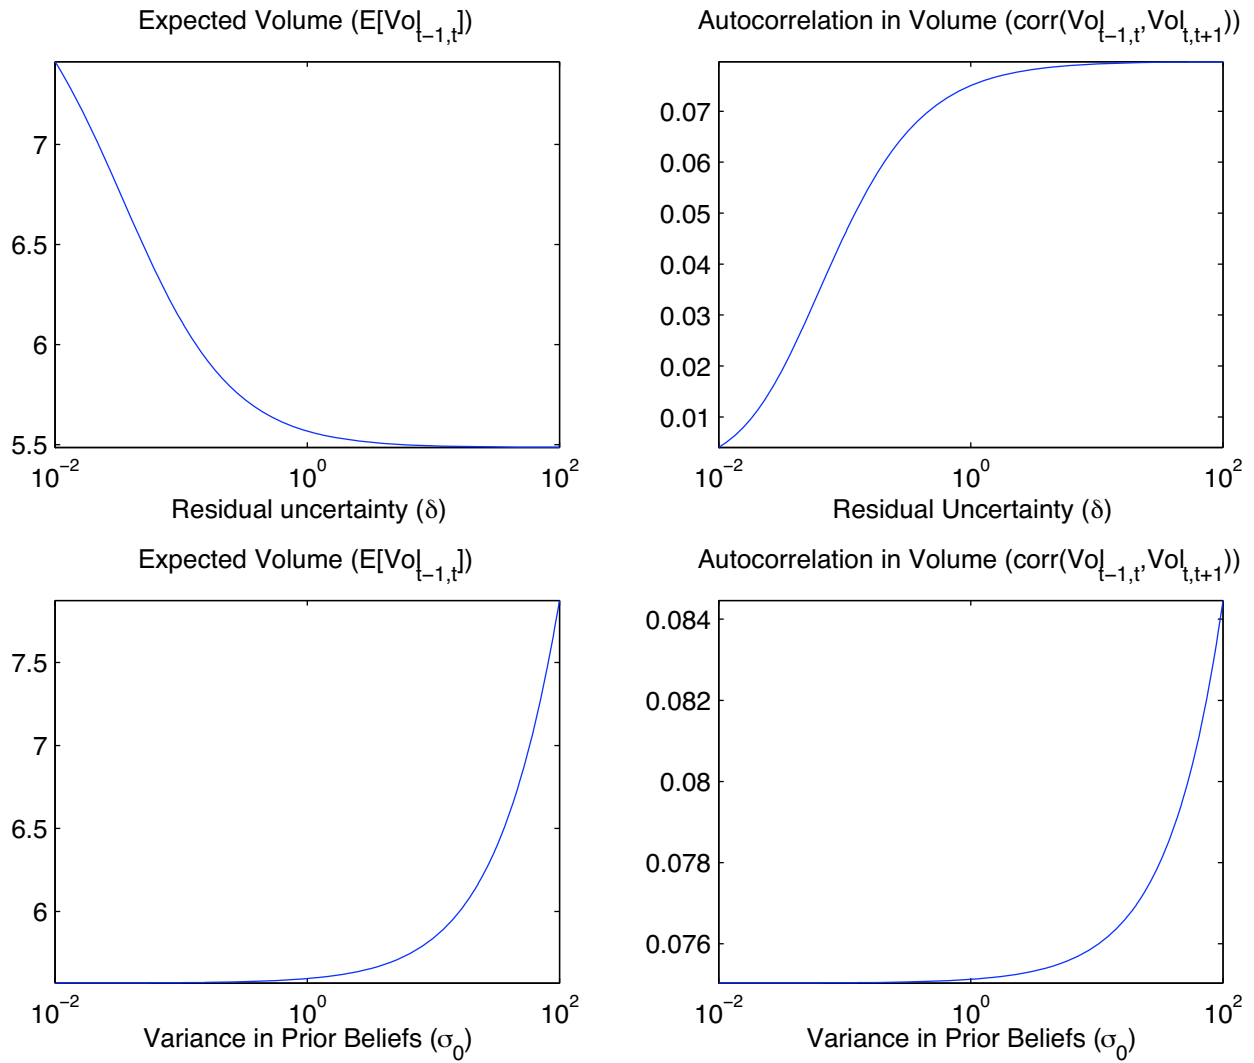 Expected Volume (E[Vol_{t−1,t}])
7
6.5
6
5.5
10^{−2} 10^{0} 10^{2}
Residual uncertainty (δ)
Autocorrelation in Volume (corr(Vol_{t−1,t},Vol_{t,t+1}))
0.07
0.06
0.05
0.04
0.03
0.02
0.01
10^{−2} 10^{0} 10^{2}
Residual Uncertainty (δ)
Expected Volume (E[Vol_{t−1,t}])
7.5
7
6.5
6
10^{−2} 10^{0} 10^{2}
Variance in Prior Beliefs (σ_{0})
Autocorrelation in Volume (corr(Vol_{t−1,t},Vol_{t,t+1}))
0.084
0.082
0.08
0.078
0.076
10^{−2} 10^{0} 10^{2}
Variance in Prior Beliefs (σ_{0})